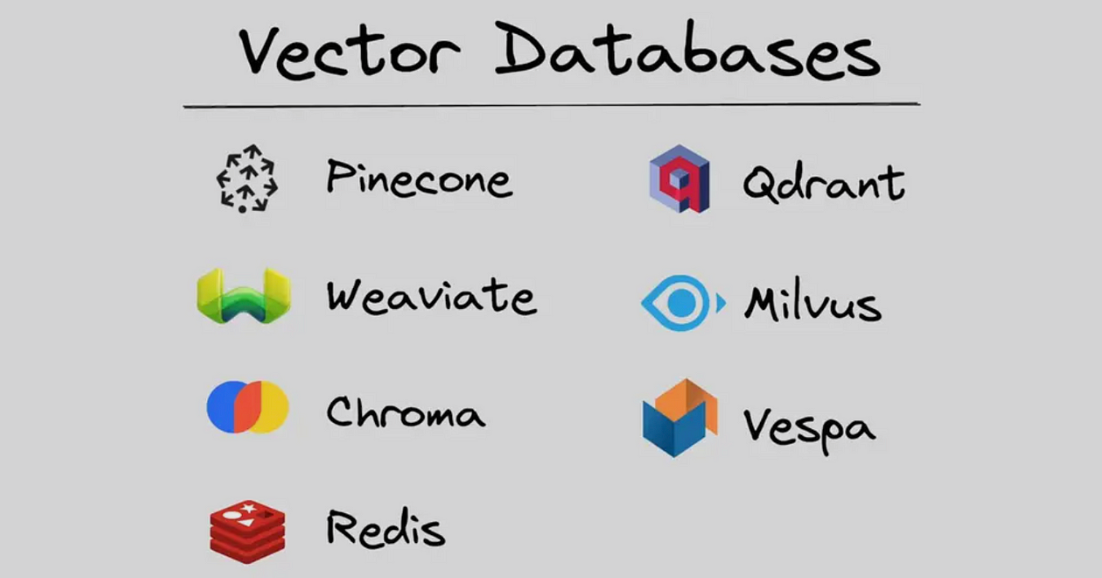 Vector Databases
Pinecone
Qdrant
Weaviate
Milvus
Chroma
Vespa
Redis